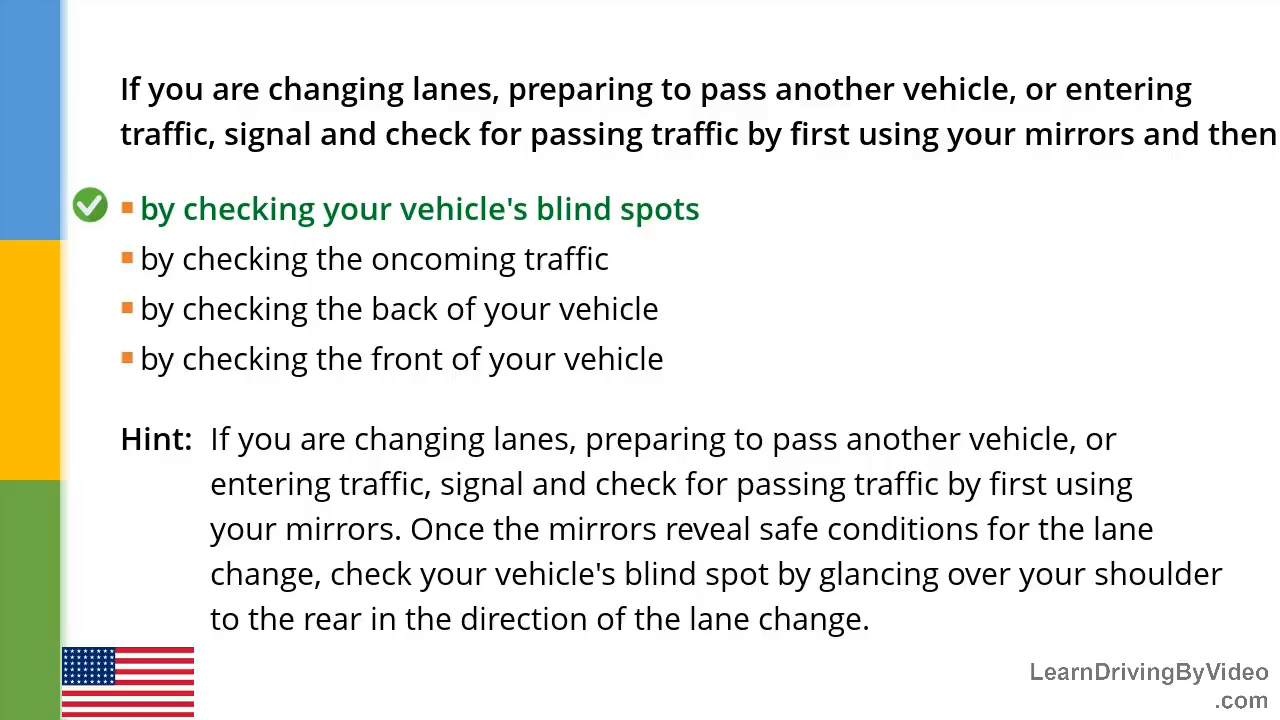 If you are changing lanes, preparing to pass another vehicle, or entering
traffic, signal and check for passing traffic by first using your mirrors and then
by checking your vehicle's blind spots
by checking the oncoming traffic
by checking the back of your vehicle
by checking the front of your vehicle
Hint: If you are changing lanes, preparing to pass another vehicle, or
entering traffic, signal and check for passing traffic by first using
your mirrors. Once the mirrors reveal safe conditions for the lane
change, check your vehicle's blind spot by glancing over your shoulder
to the rear in the direction of the lane change.
LearnDrivingByVideo
.com